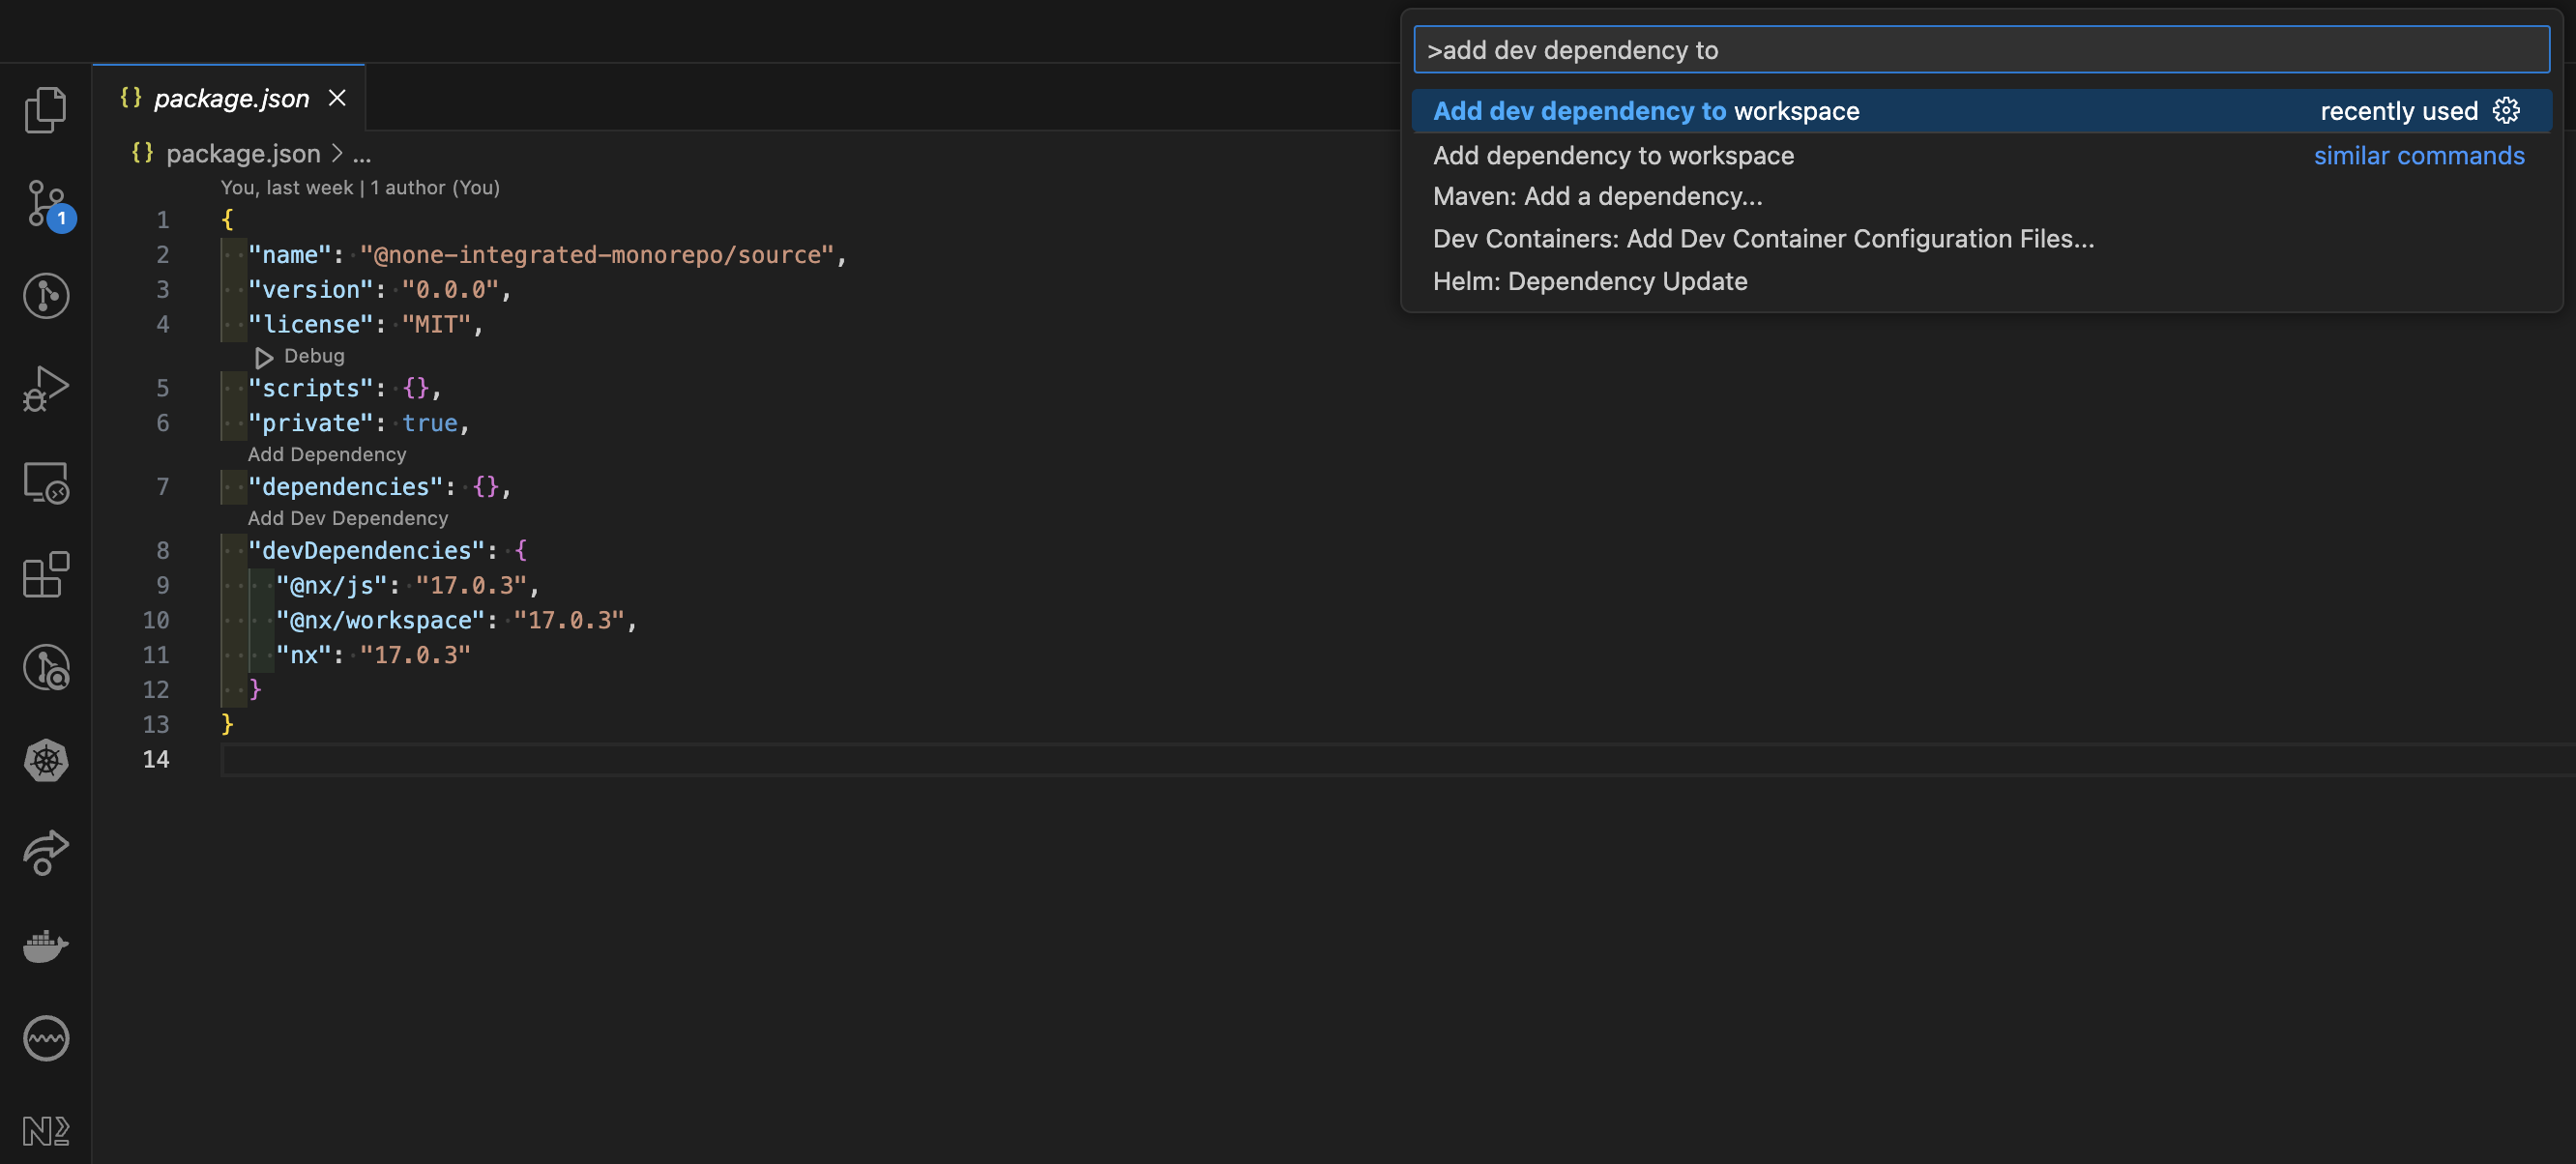 >add dev dependency to
Add dev dependency to workspace recently used
Add dependency to workspace similar commands
Maven: Add a dependency...
Dev Containers: Add Dev Container Configuration Files...
Helm: Dependency Update
{} package.json
{} package.json > ...
You, last week | 1 author (You)
1 {
2 "name": "@none-integrated-monorepo/source",
3 "version": "0.0.0",
4 "license": "MIT",
Debug
5 "scripts": {},
6 "private": true,
Add Dependency
7 "dependencies": {},
Add Dev Dependency
8 "devDependencies": {
9 "@nx/js": "17.0.3",
10 "@nx/workspace": "17.0.3",
11 "nx": "17.0.3"
12 }
13 }
14
1